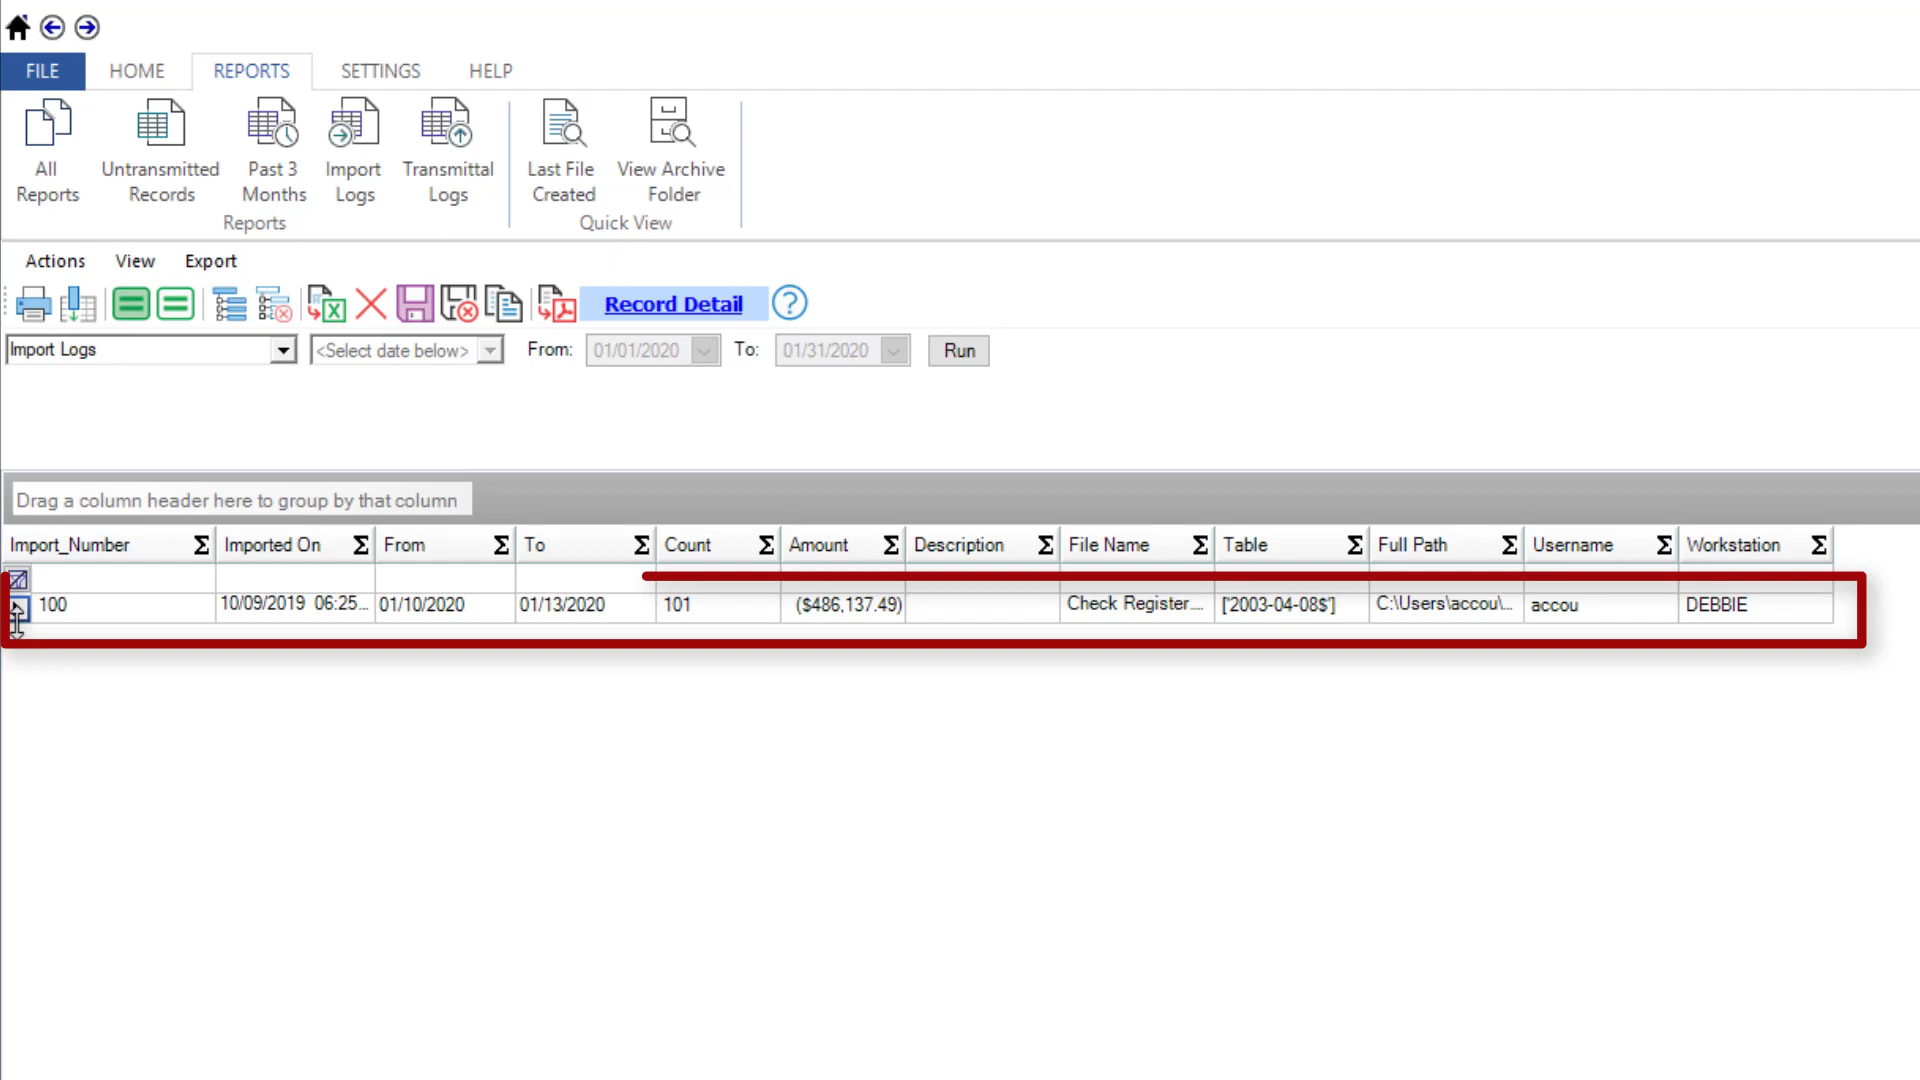 FILE HOME REPORTS SETTINGS HELP
All Reports
Untransmitted Records
Past 3 Months
Import Logs
Transmittal Logs
Last File Created
View Archive Folder
Reports
Quick View
Actions View Export
Record Detail ?
Import Logs <Select date below> From: 01/01/2020 To: 01/31/2020 Run
Drag a column header here to group by that column
Import_Number Σ Imported On Σ From Σ To Σ Count Σ Amount Σ Description Σ File Name Σ Table Σ Full Path Σ Username Σ Workstation Σ
100 10/09/2019 06:25... 01/10/2020 01/13/2020 101 ($486,137.49) Check Register... ['2003-04-08$'] C:\Users\accou\... accou DEBBIE